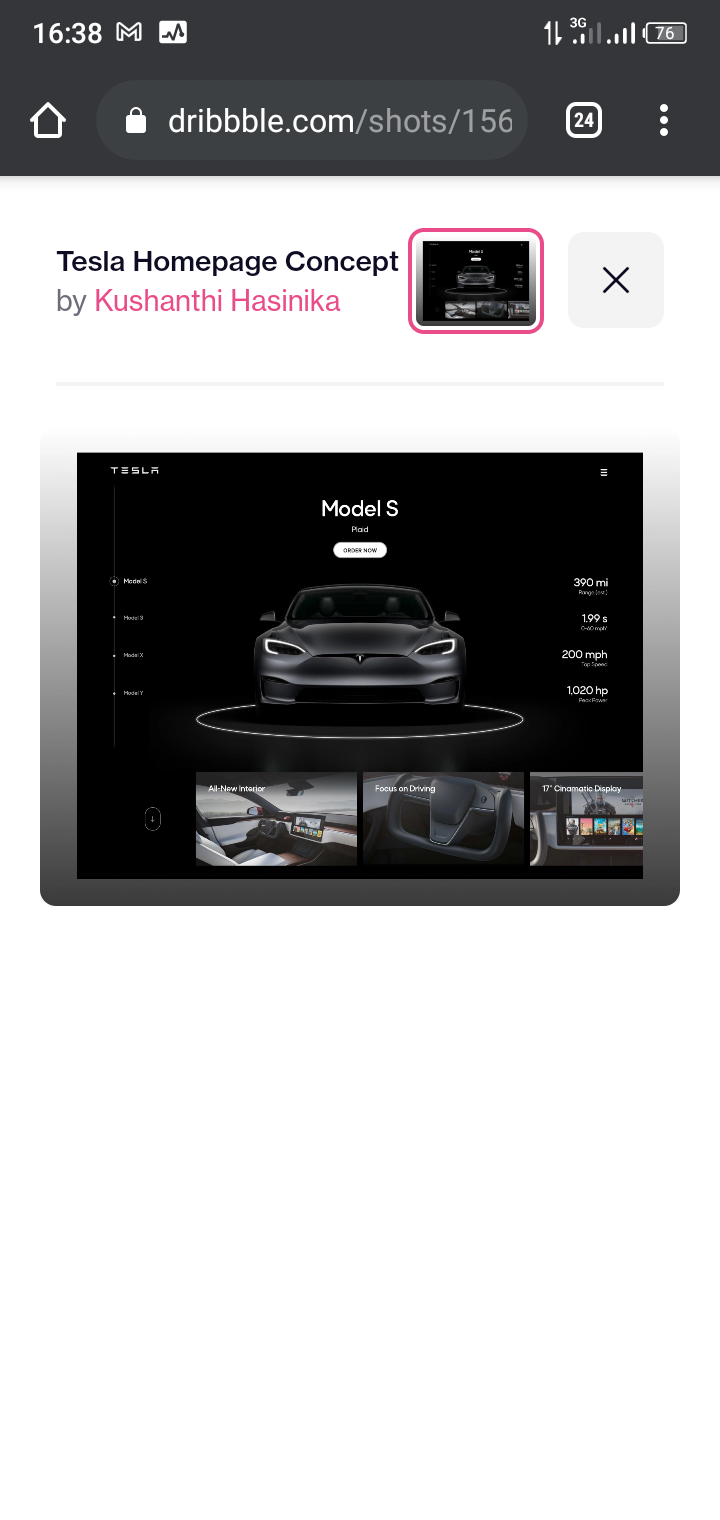 16:38
3G
76
dribbble.com/shots/156
24
Tesla Homepage Concept
by Kushanthi Hasinika
TESLA
Model S
Plaid
ORDER NOW
Model S
Model 3
Model X
Model Y
390 mi
Range (est.)
1.99 s
0-60 mph
200 mph
Top Speed
1,020 hp
Peak Power
All-New Interior
Focus on Driving
17" Cinamatic Display
WITCHER